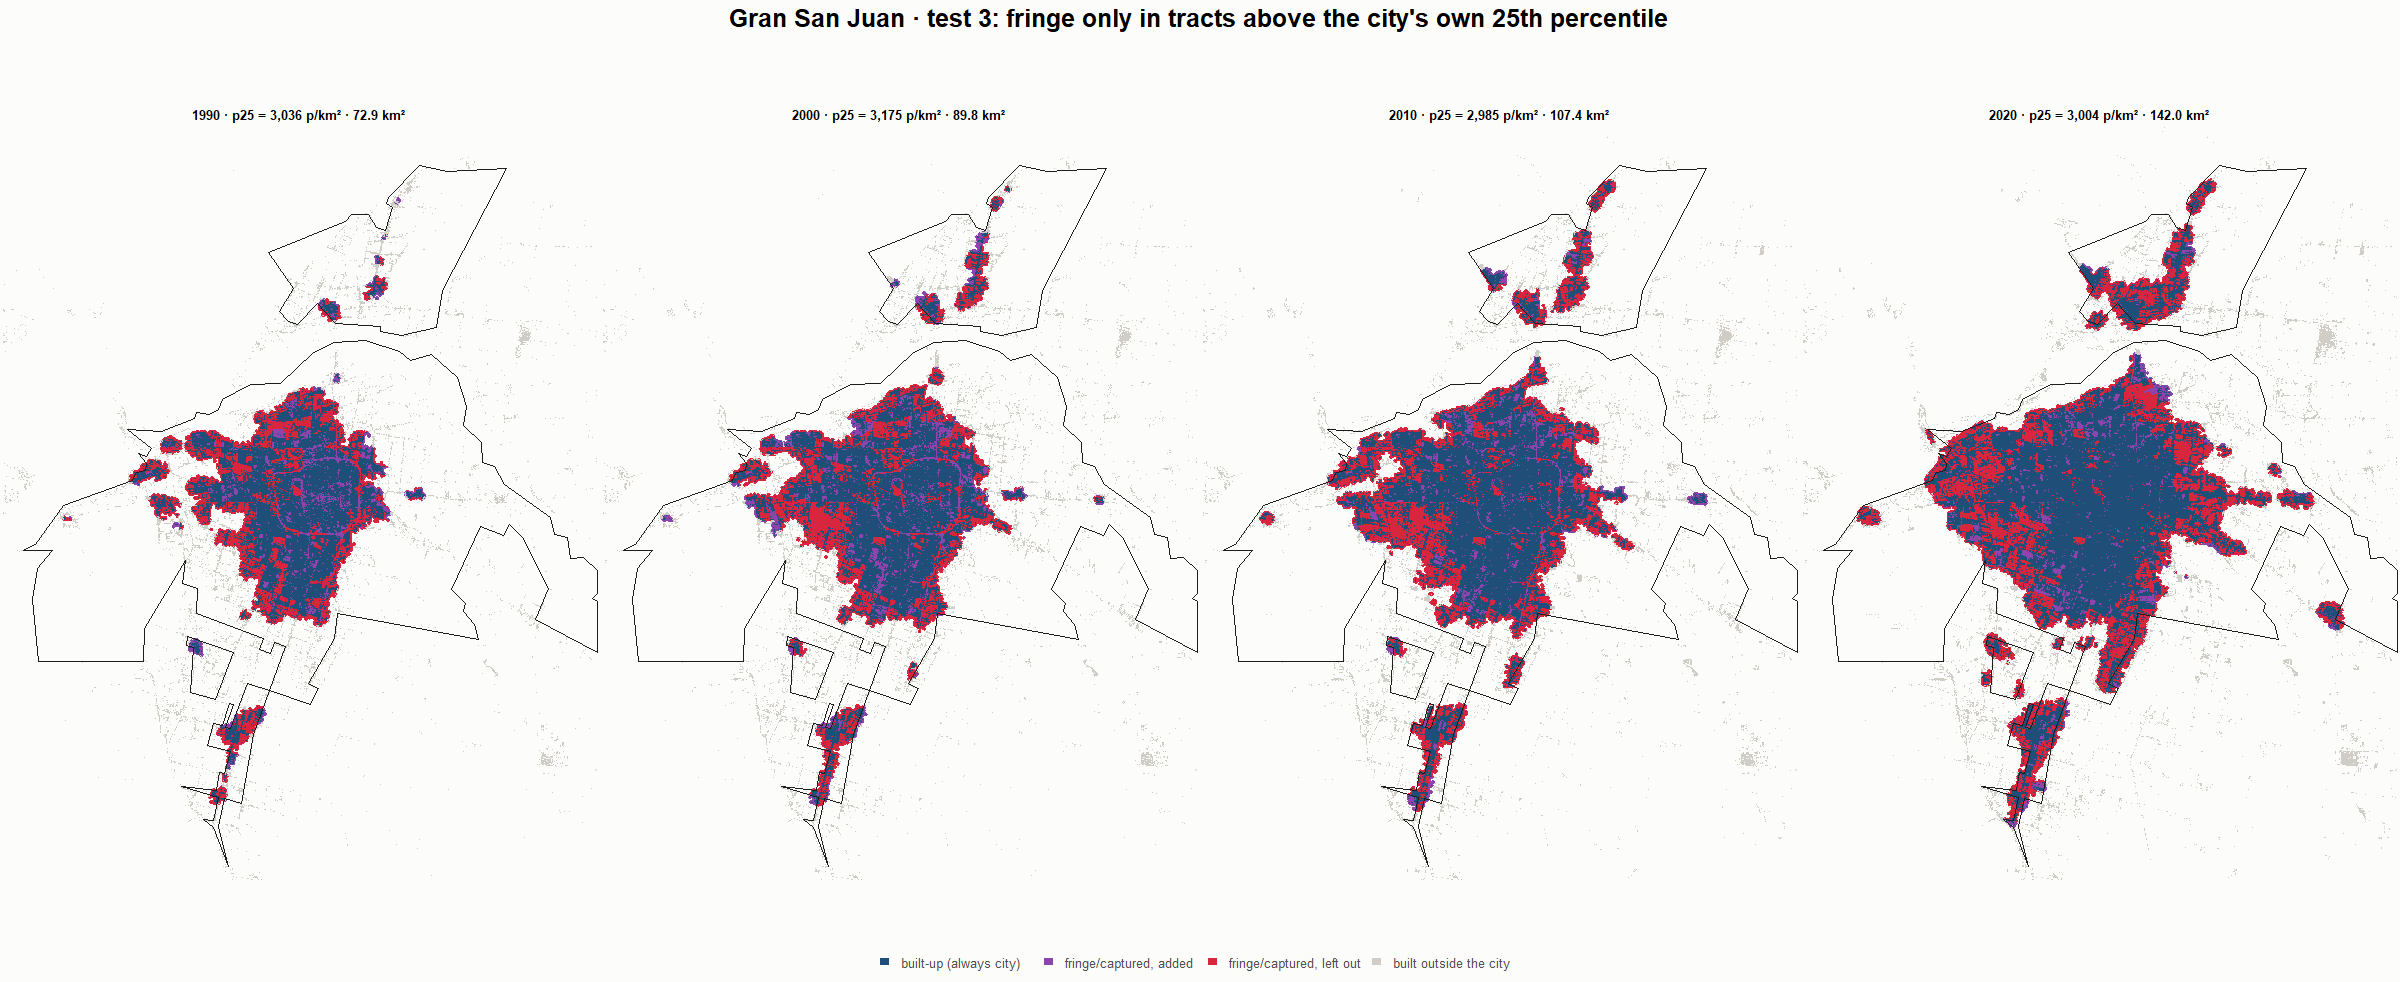 Gran San Juan · test 3: fringe only in tracts above the city's own 25th percentile
1990 · p25 = 3,036 p/km² · 72.9 km²
2000 · p25 = 3,175 p/km² · 89.8 km²
2010 · p25 = 2,985 p/km² · 107.4 km²
2020 · p25 = 3,004 p/km² · 142.0 km²
built-up (always city)
fringe/captured, added
fringe/captured, left out
built outside the city